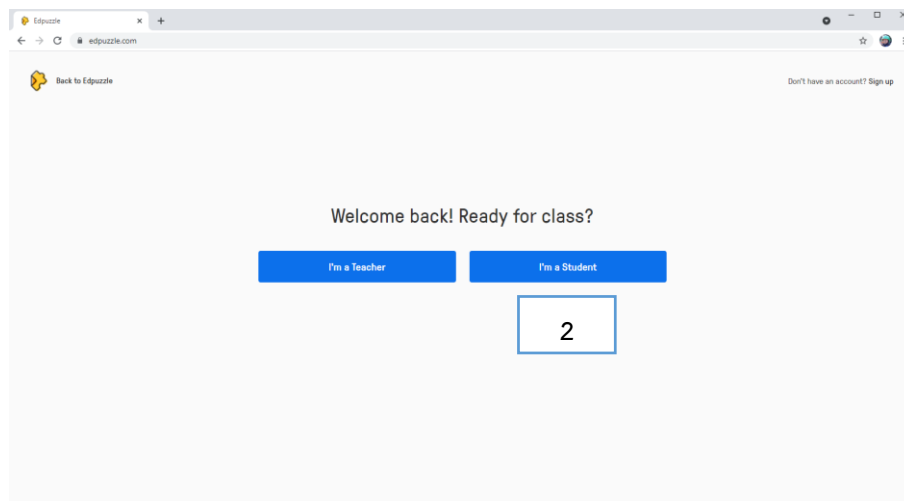 Edpuzzle
edpuzzle.com
Back to Edpuzzle
Don't have an account? Sign up
Welcome back! Ready for class?
I'm a Teacher
I'm a Student
2